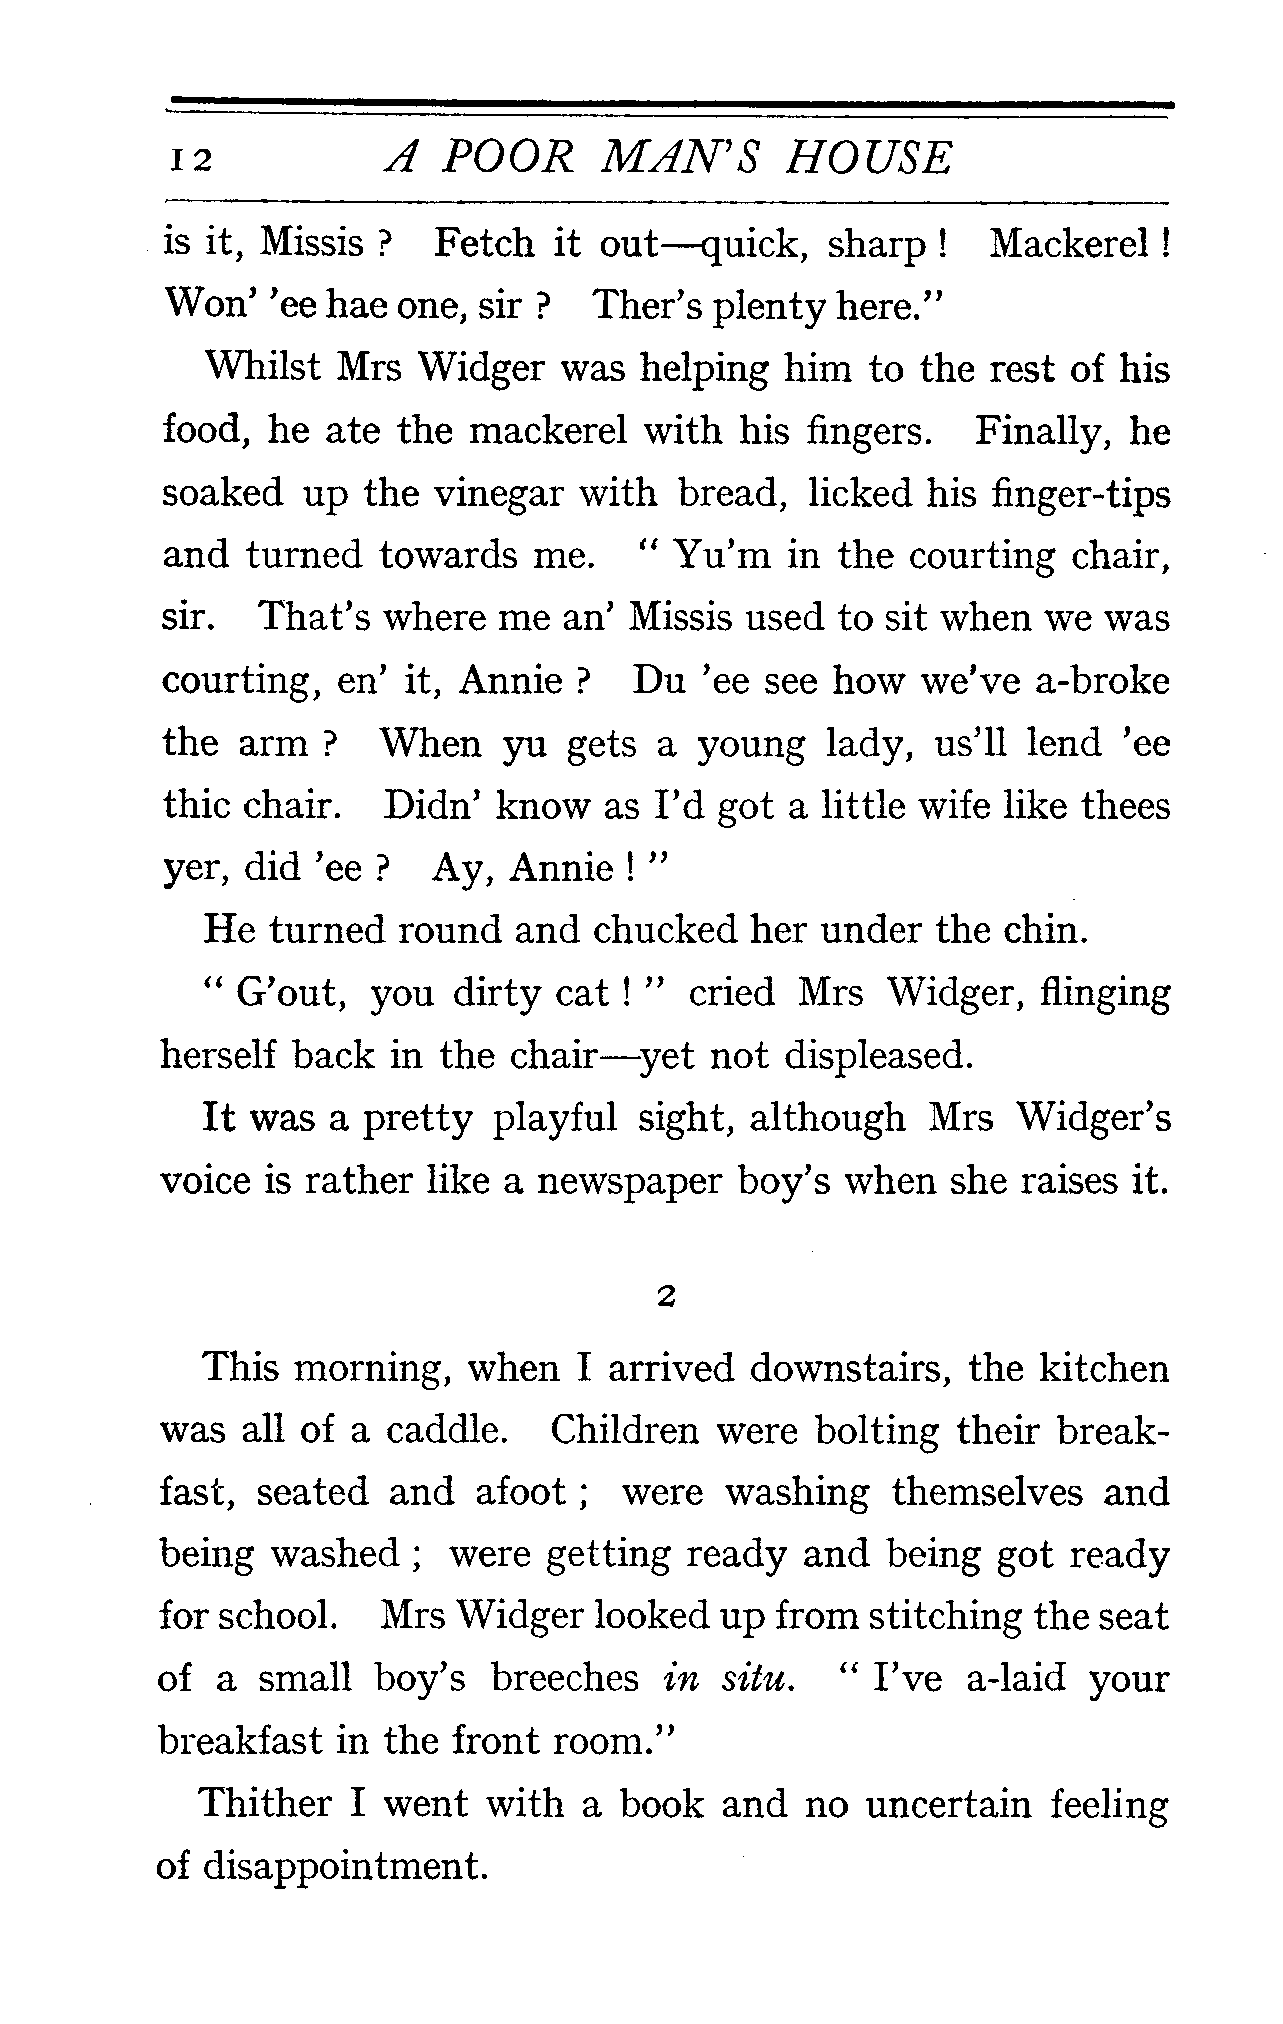 12 A POOR MAN'S HOUSE
is it, Missis ? Fetch it out—quick, sharp ! Mackerel !
Won' 'ee hae one, sir ? Ther's plenty here."
Whilst Mrs Widger was helping him to the rest of his
food, he ate the mackerel with his fingers. Finally, he
soaked up the vinegar with bread, licked his finger-tips
and turned towards me. " Yu'm in the courting chair,
sir. That's where me an' Missis used to sit when we was
courting, en' it, Annie ? Du 'ee see how we've a-broke
the arm ? When yu gets a young lady, us'll lend 'ee
thic chair. Didn' know as I'd got a little wife like thees
yer, did 'ee ? Ay, Annie ! "
He turned round and chucked her under the chin.
" G'out, you dirty cat ! " cried Mrs Widger, flinging
herself back in the chair—yet not displeased.
It was a pretty playful sight, although Mrs Widger's
voice is rather like a newspaper boy's when she raises it.
2
This morning, when I arrived downstairs, the kitchen
was all of a caddle. Children were bolting their break-
fast, seated and afoot ; were washing themselves and
being washed ; were getting ready and being got ready
for school. Mrs Widger looked up from stitching the seat
of a small boy's breeches in situ. " I've a-laid your
breakfast in the front room."
Thither I went with a book and no uncertain feeling
of disappointment.